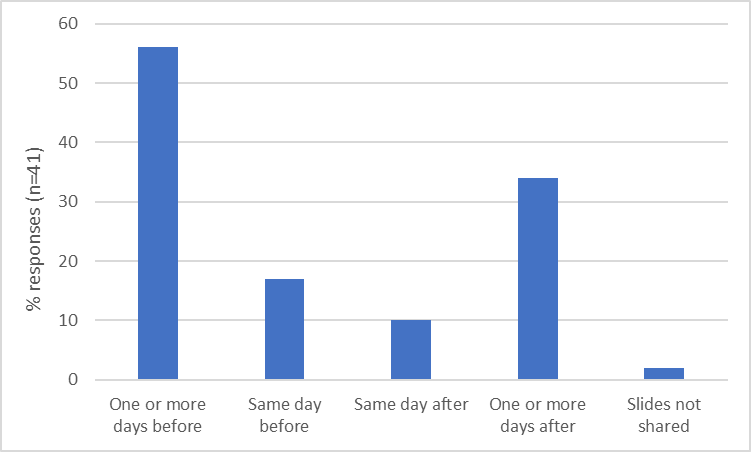 60
50
40
30
20
10
0
% responses (n=41)
One or more
days before
Same day
before
Same day after
One or more
days after
Slides not
shared